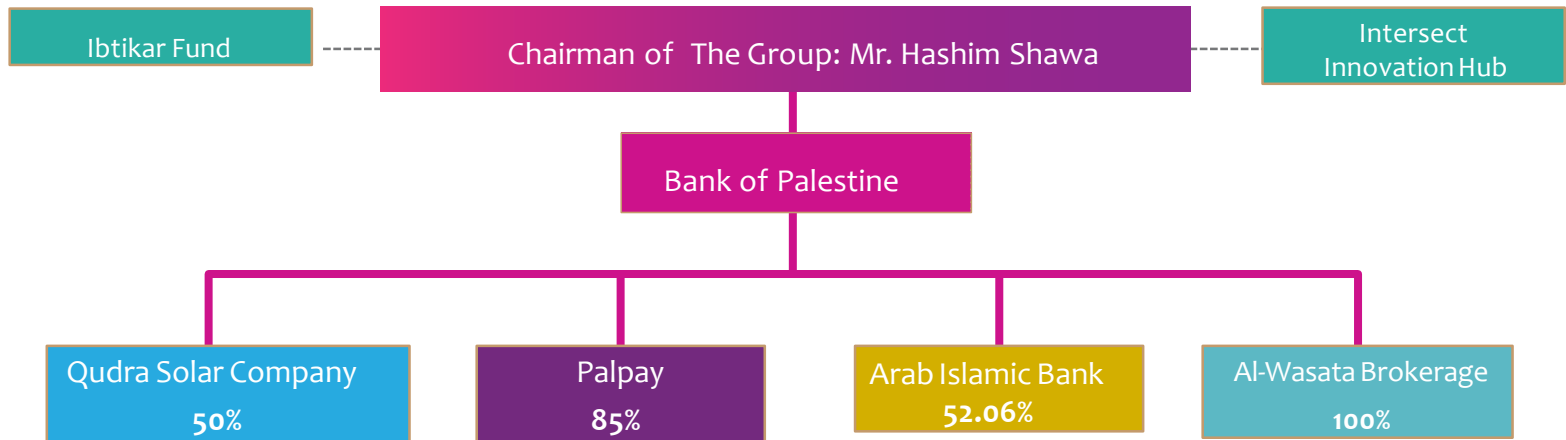 Ibtikar Fund
Chairman of The Group: Mr. Hashim Shawa
Intersect
Innovation Hub
Bank of Palestine
Qudra Solar Company
50%
Palpay
85%
Arab Islamic Bank
52.06%
Al-Wasata Brokerage
100%